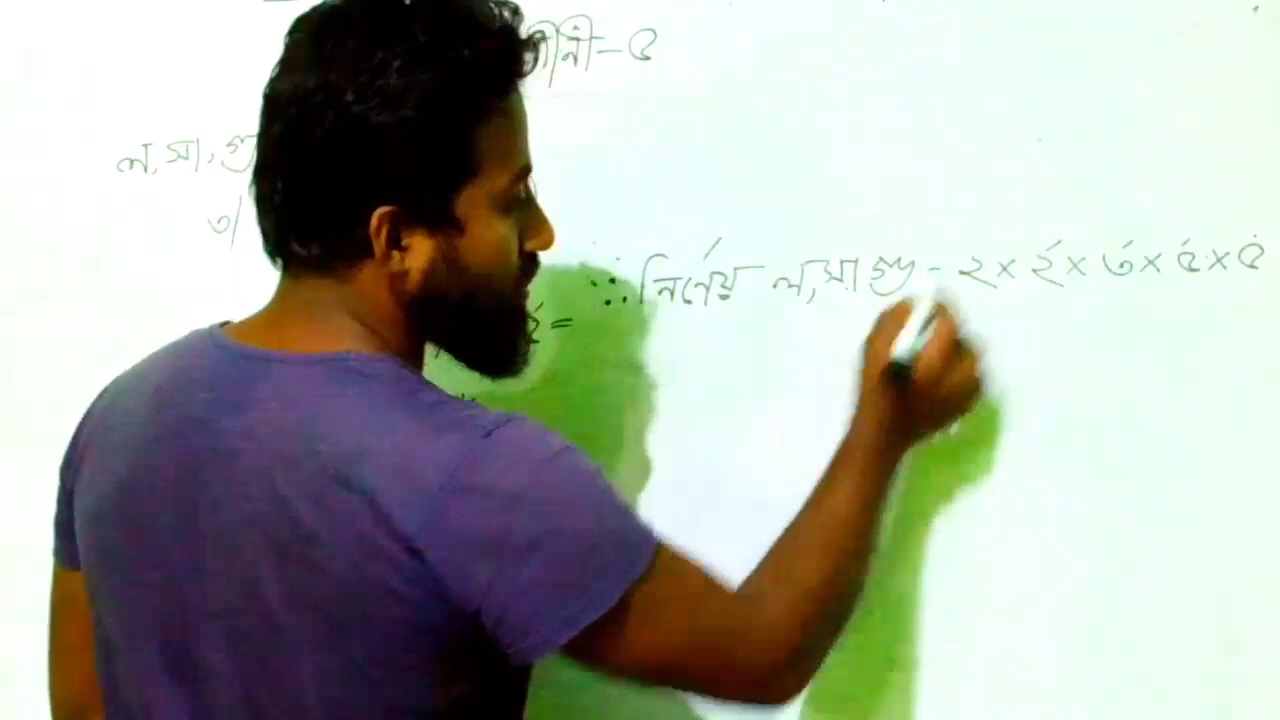 ৫
ল,সা,গু
৩।
∴ নির্ণেয় ল,সা গু - ২ × ২ × ৩ × ৫ × ৫
=